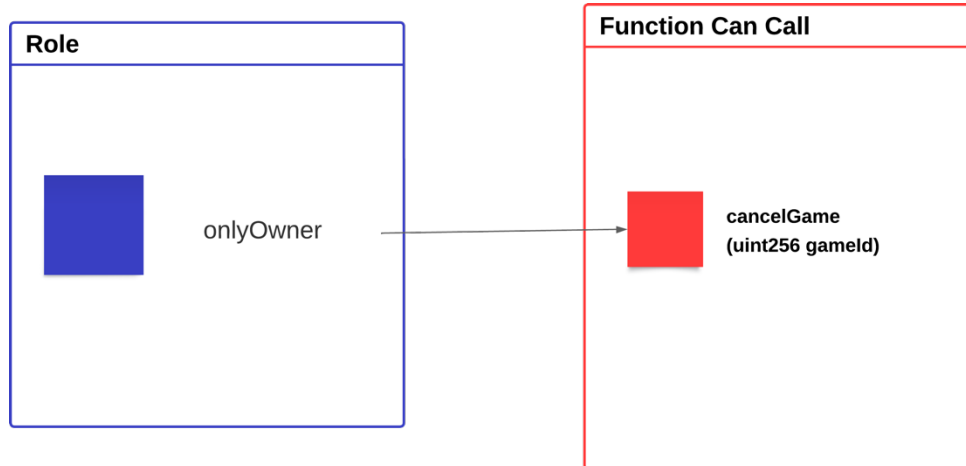 Role
Function Can Call
onlyOwner
cancelGame
(uint256 gameId)